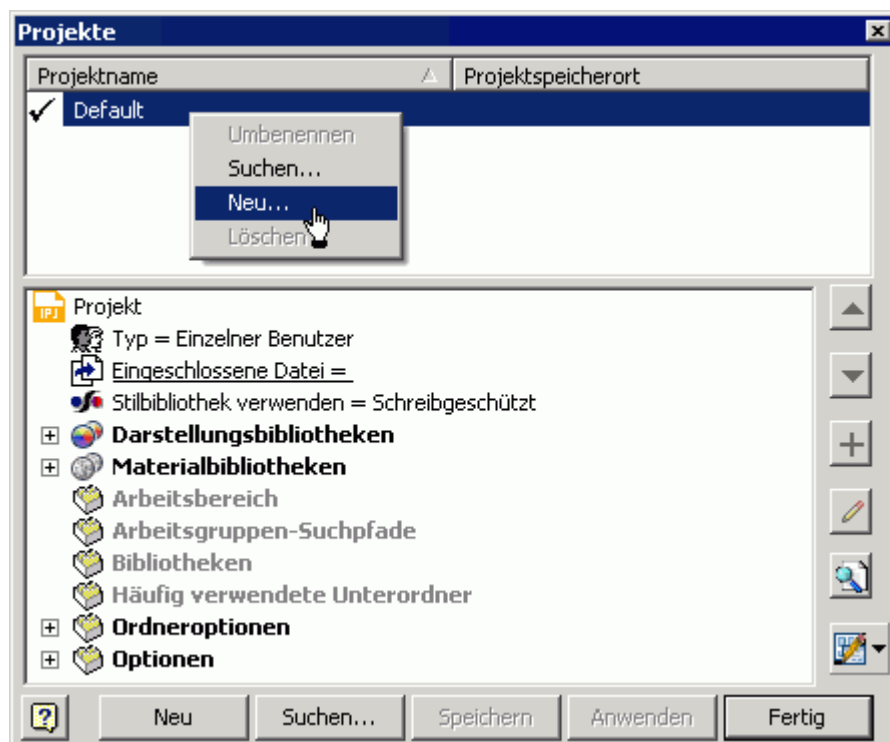 Projekte
Projektname Projektspeicherort
Default
Umbenennen
Suchen...
Neu...
Löschen
IPJ Projekt
Typ = Einzelner Benutzer
Eingeschlossene Datei =
Stilbibliothek verwenden = Schreibgeschützt
Darstellungsbibliotheken
Materialbibliotheken
Arbeitsbereich
Arbeitsgruppen-Suchpfade
Bibliotheken
Häufig verwendete Unterordner
Ordneroptionen
Optionen
Neu Suchen... Speichern Anwenden Fertig